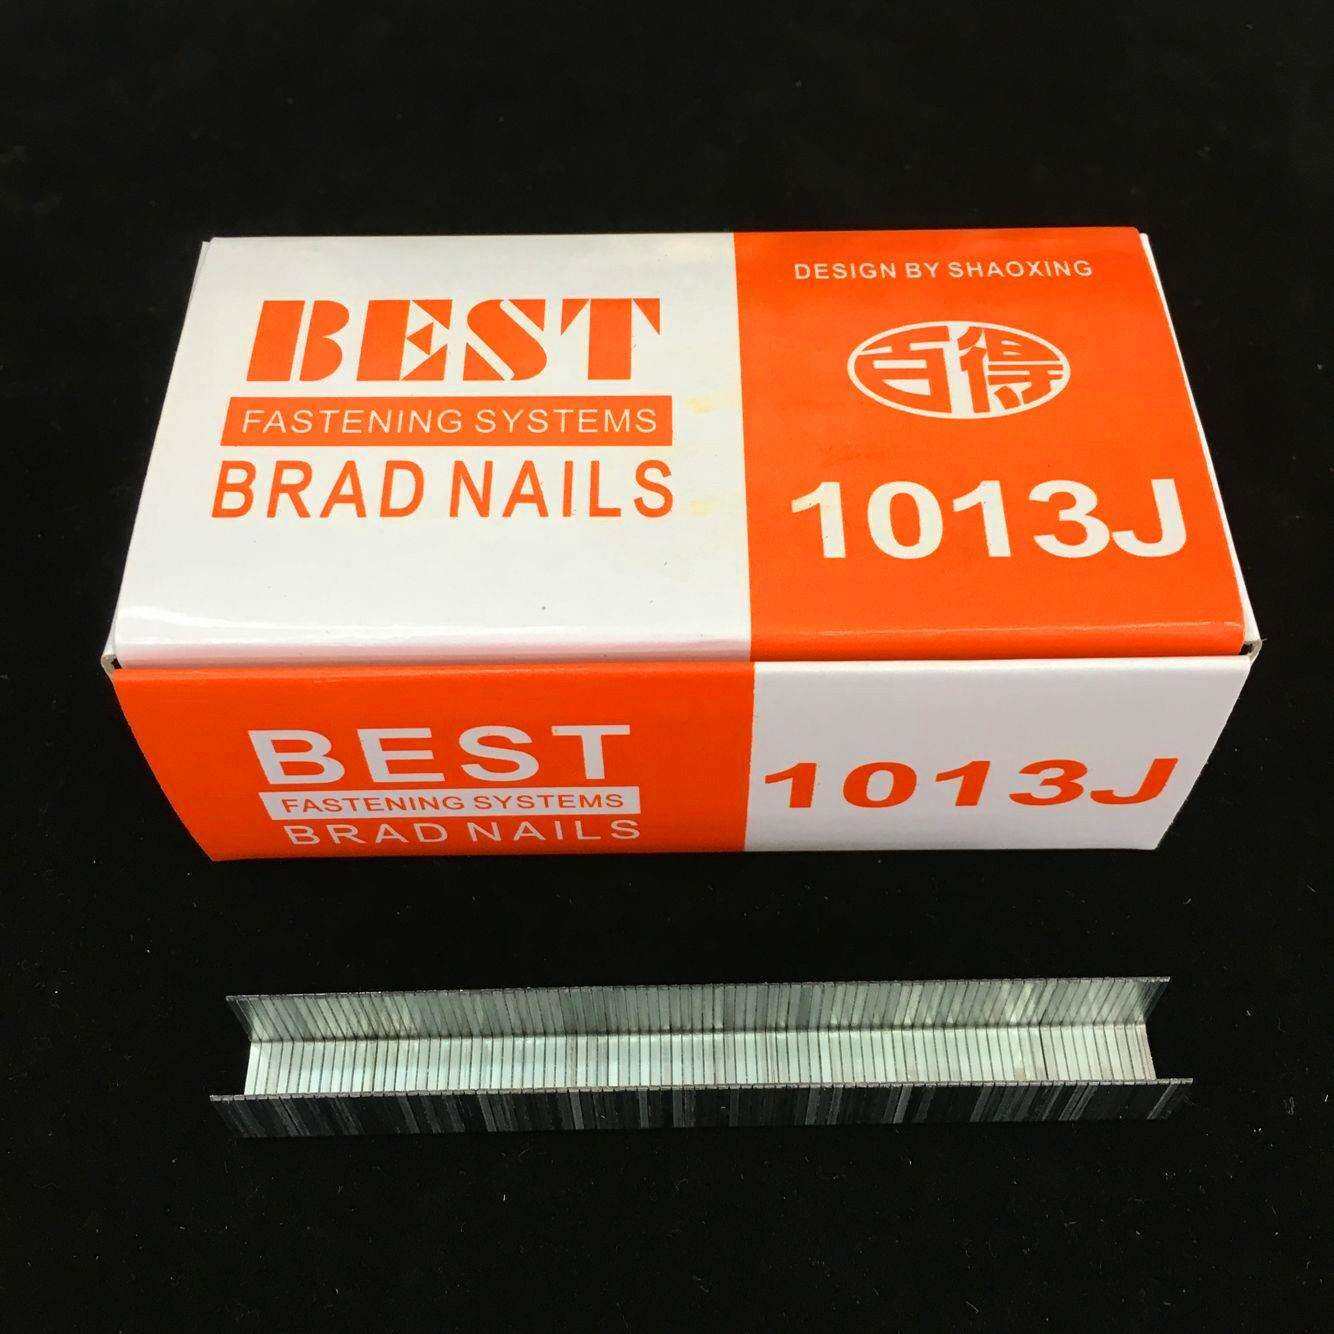 BEST
FASTENING SYSTEMS
BRAD NAILS
DESIGN BY SHAOXING
百得
1013J
BEST
FASTENING SYSTEMS
BRAD NAILS
1013J